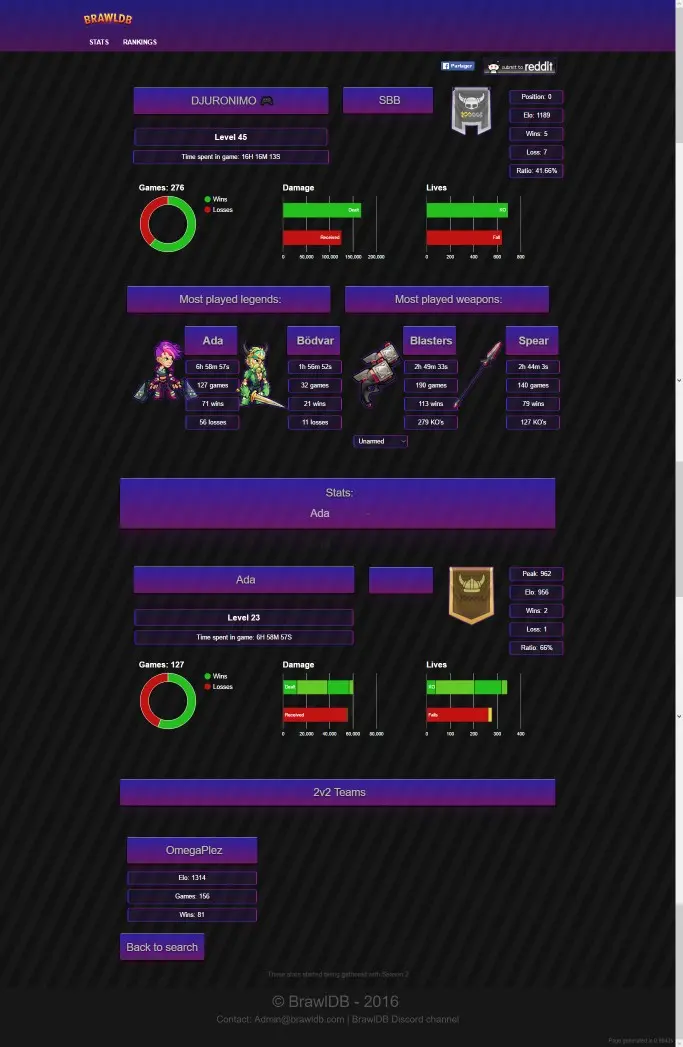 BRAWLDB
STATS RANKINGS
Partager submit to reddit
DJURONIMO SBB
Level 45
Time spent in game: 16H 16M 13S
Position: 0
Elo: 1189
Wins: 5
Loss: 7
Ratio: 41.66%
Games: 276
Wins
Losses
Damage
Dealt
Received
0 50,000 100,000 150,000 200,000
Lives
KO
Fall
0 200 400 600 800
Most played legends: Most played weapons:
Ada
6h 58m 57s
127 games
71 wins
56 losses
Bödvar
1h 56m 52s
32 games
21 wins
11 losses
Blasters
2h 49m 33s
190 games
113 wins
279 KO's
Spear
2h 44m 3s
140 games
79 wins
127 KO's
Unarmed
Stats:
Ada
Ada
Level 23
Time spent in game: 6H 58M 57S
Peak: 962
Elo: 956
Wins: 2
Loss: 1
Ratio: 66%
Games: 127
Wins
Losses
Damage
Dealt
Received
0 20,000 40,000 60,000 80,000
Lives
KO
Falls
0 100 200 300 400
2v2 Teams
OmegaPlez
Elo: 1314
Games: 156
Wins: 81
Back to search
These stats started being gathered with Season 2
© BrawlDB - 2016
Contact: Admin@brawldb.com | BrawlDB Discord channel